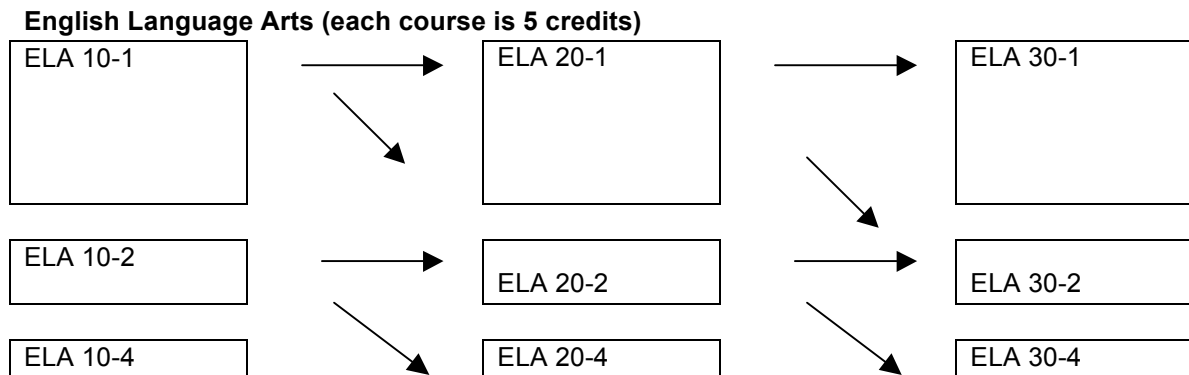 English Language Arts (each course is 5 credits)
ELA 10-1
ELA 20-1
ELA 30-1
ELA 10-2
ELA 20-2
ELA 30-2
ELA 10-4
ELA 20-4
ELA 30-4